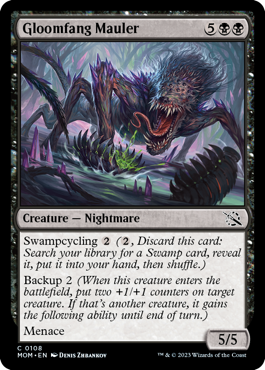 Gloomfang Mauler 5
Creature — Nightmare
Swampcycling 2 (2, Discard this card:
Search your library for a Swamp card, reveal
it, put it into your hand, then shuffle.)
Backup 2 (When this creature enters the
battlefield, put two +1/+1 counters on target
creature. If that's another creature, it gains
the following ability until end of turn.)
Menace
5/5
C 0108
MOM • EN DENIS ZHBANKOV
™ & © 2023 Wizards of the Coast